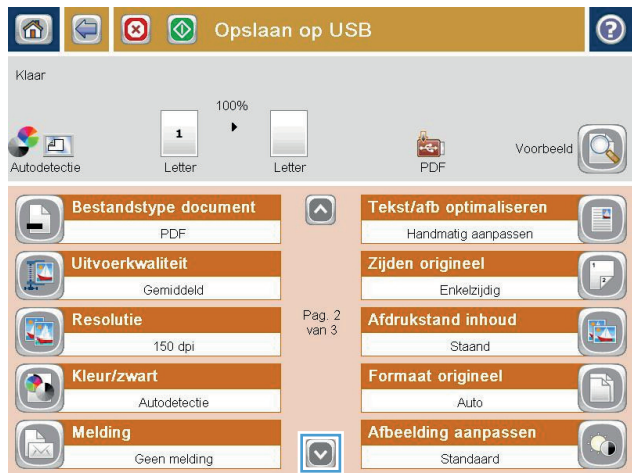 Opslaan op USB
?
Klaar
100%
1
Autodetectie
Letter
Letter
PDF
Voorbeeld
Bestandstype document
PDF
Uitvoerkwaliteit
Gemiddeld
Resolutie
150 dpi
Kleur/zwart
Autodetectie
Melding
Geen melding
Pag. 2
van 3
Tekst/afb optimaliseren
Handmatig aanpassen
Zijden origineel
1
2
Enkelzijdig
Afdrukstand inhoud
Staand
Formaat origineel
Auto
Afbeelding aanpassen
Standaard